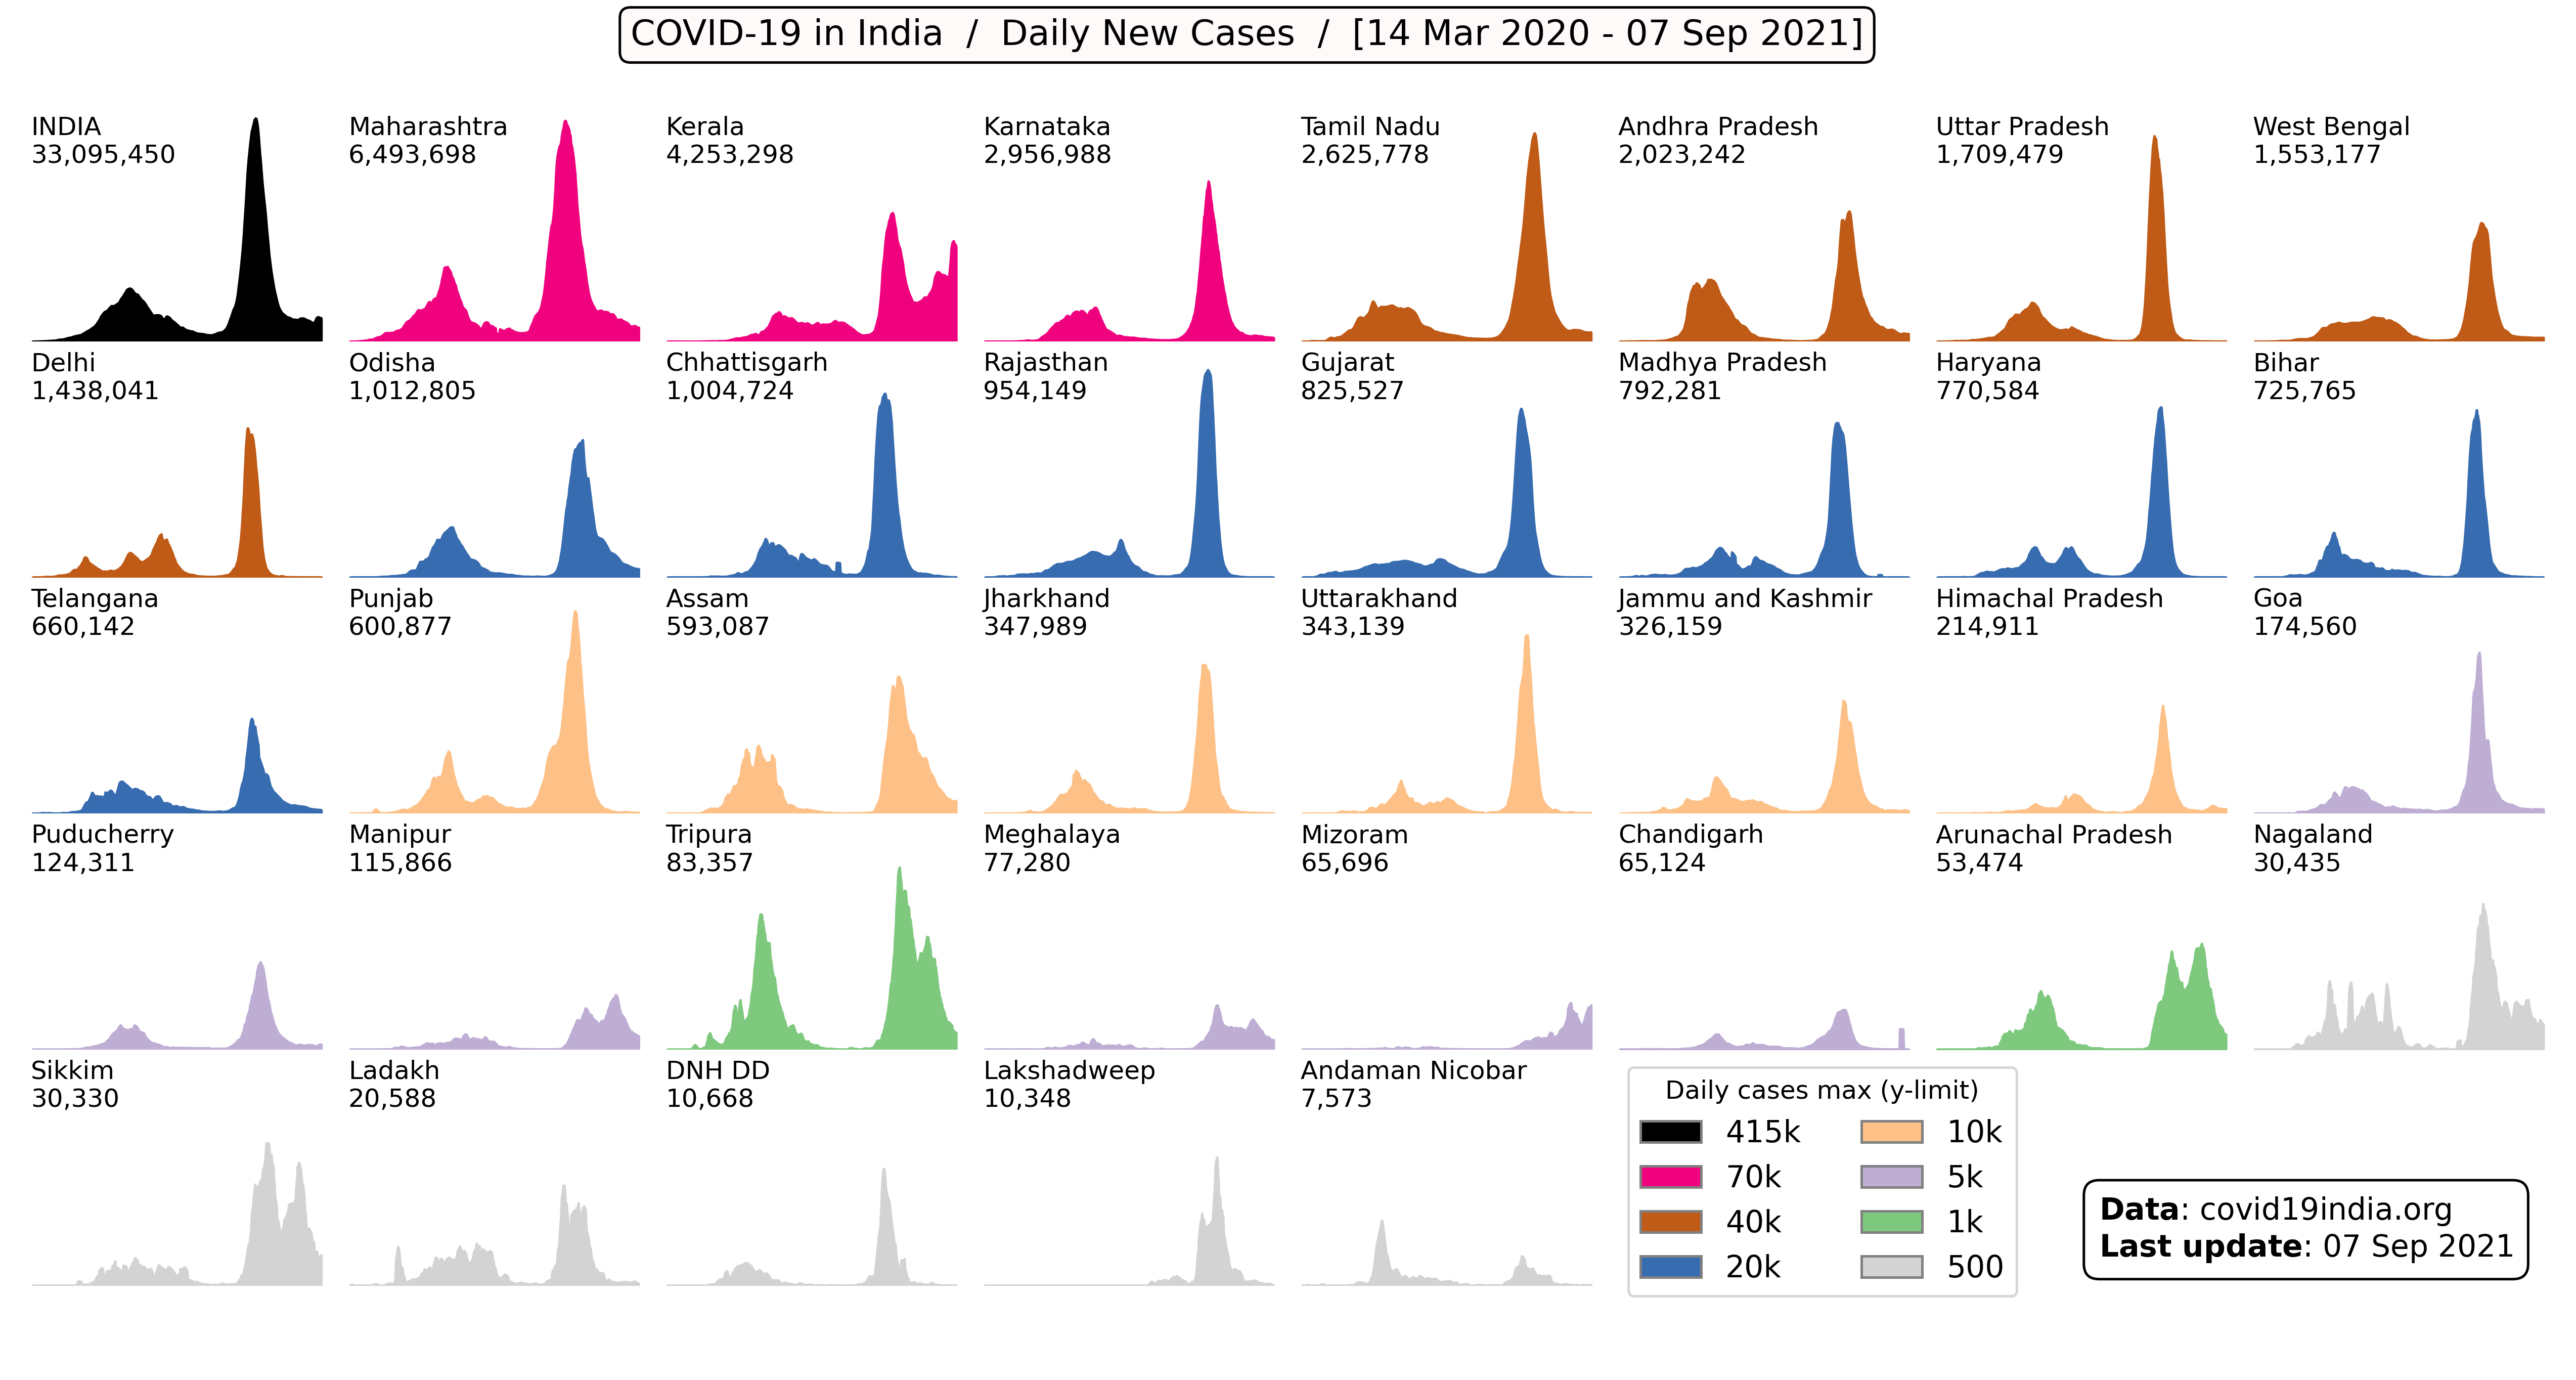 COVID-19 in India / Daily New Cases / [14 Mar 2020 - 07 Sep 2021]
INDIA
33,095,450
Maharashtra
6,493,698
Kerala
4,253,298
Karnataka
2,956,988
Tamil Nadu
2,625,778
Andhra Pradesh
2,023,242
Uttar Pradesh
1,709,479
West Bengal
1,553,177
Delhi
1,438,041
Odisha
1,012,805
Chhattisgarh
1,004,724
Rajasthan
954,149
Gujarat
825,527
Madhya Pradesh
792,281
Haryana
770,584
Bihar
725,765
Telangana
660,142
Punjab
600,877
Assam
593,087
Jharkhand
347,989
Uttarakhand
343,139
Jammu and Kashmir
326,159
Himachal Pradesh
214,911
Goa
174,560
Puducherry
124,311
Manipur
115,866
Tripura
83,357
Meghalaya
77,280
Mizoram
65,696
Chandigarh
65,124
Arunachal Pradesh
53,474
Nagaland
30,435
Sikkim
30,330
Ladakh
20,588
DNH DD
10,668
Lakshadweep
10,348
Andaman Nicobar
7,573
Daily cases max (y-limit)
415k
70k
40k
20k
10k
5k
1k
500
Data: covid19india.org
Last update: 07 Sep 2021